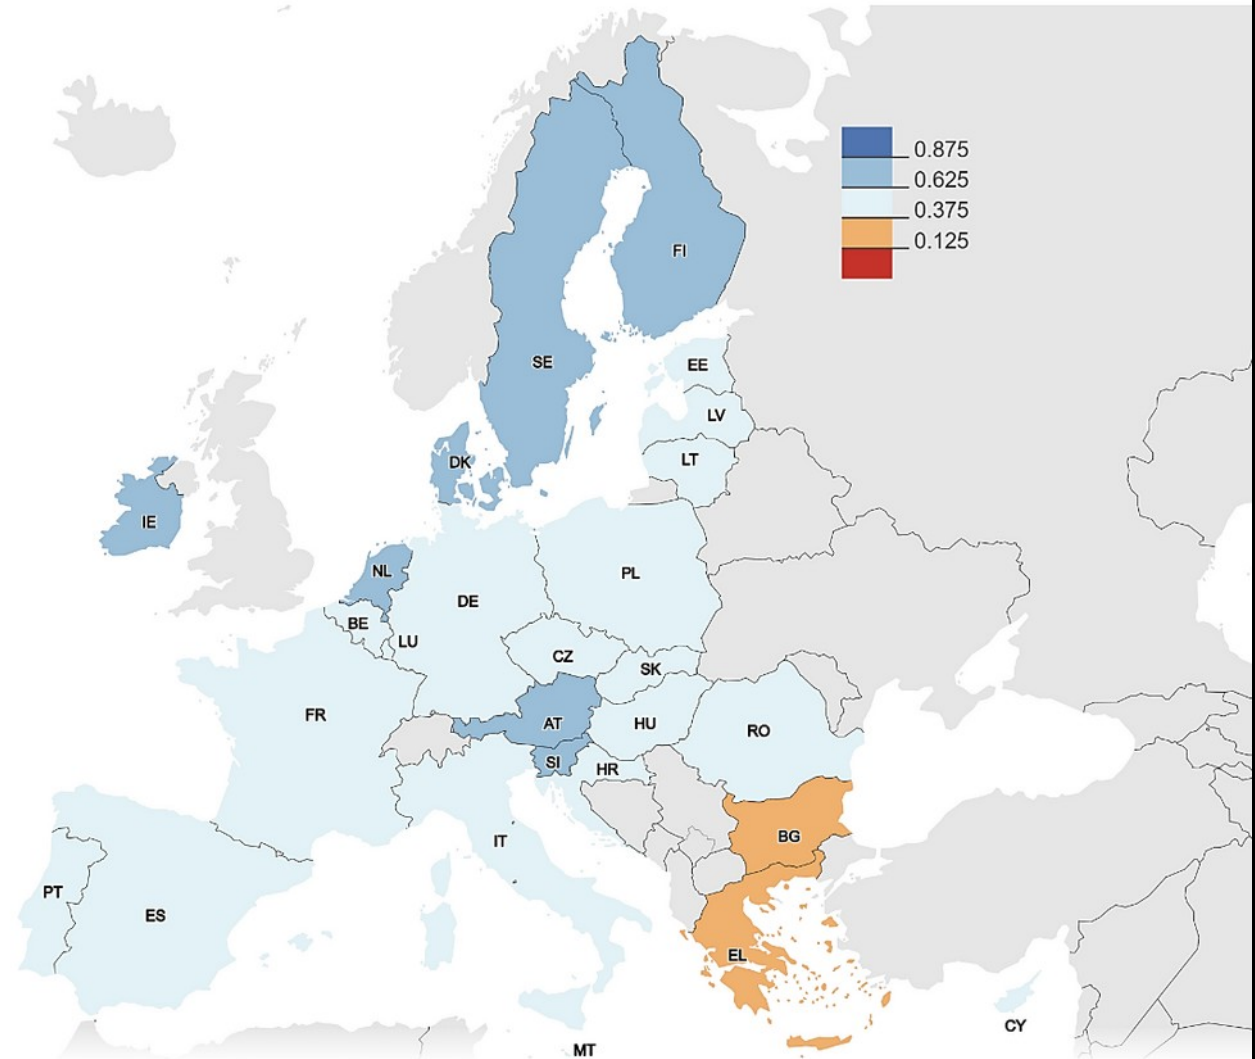 0.875
0.625
0.375
0.125
FI
SE
EE
LV
LT
DK
IE
NL
PL
DE
BE
LU
CZ
SK
FR
AT
HU
RO
SI
HR
BG
IT
PT
ES
EL
CY
MT